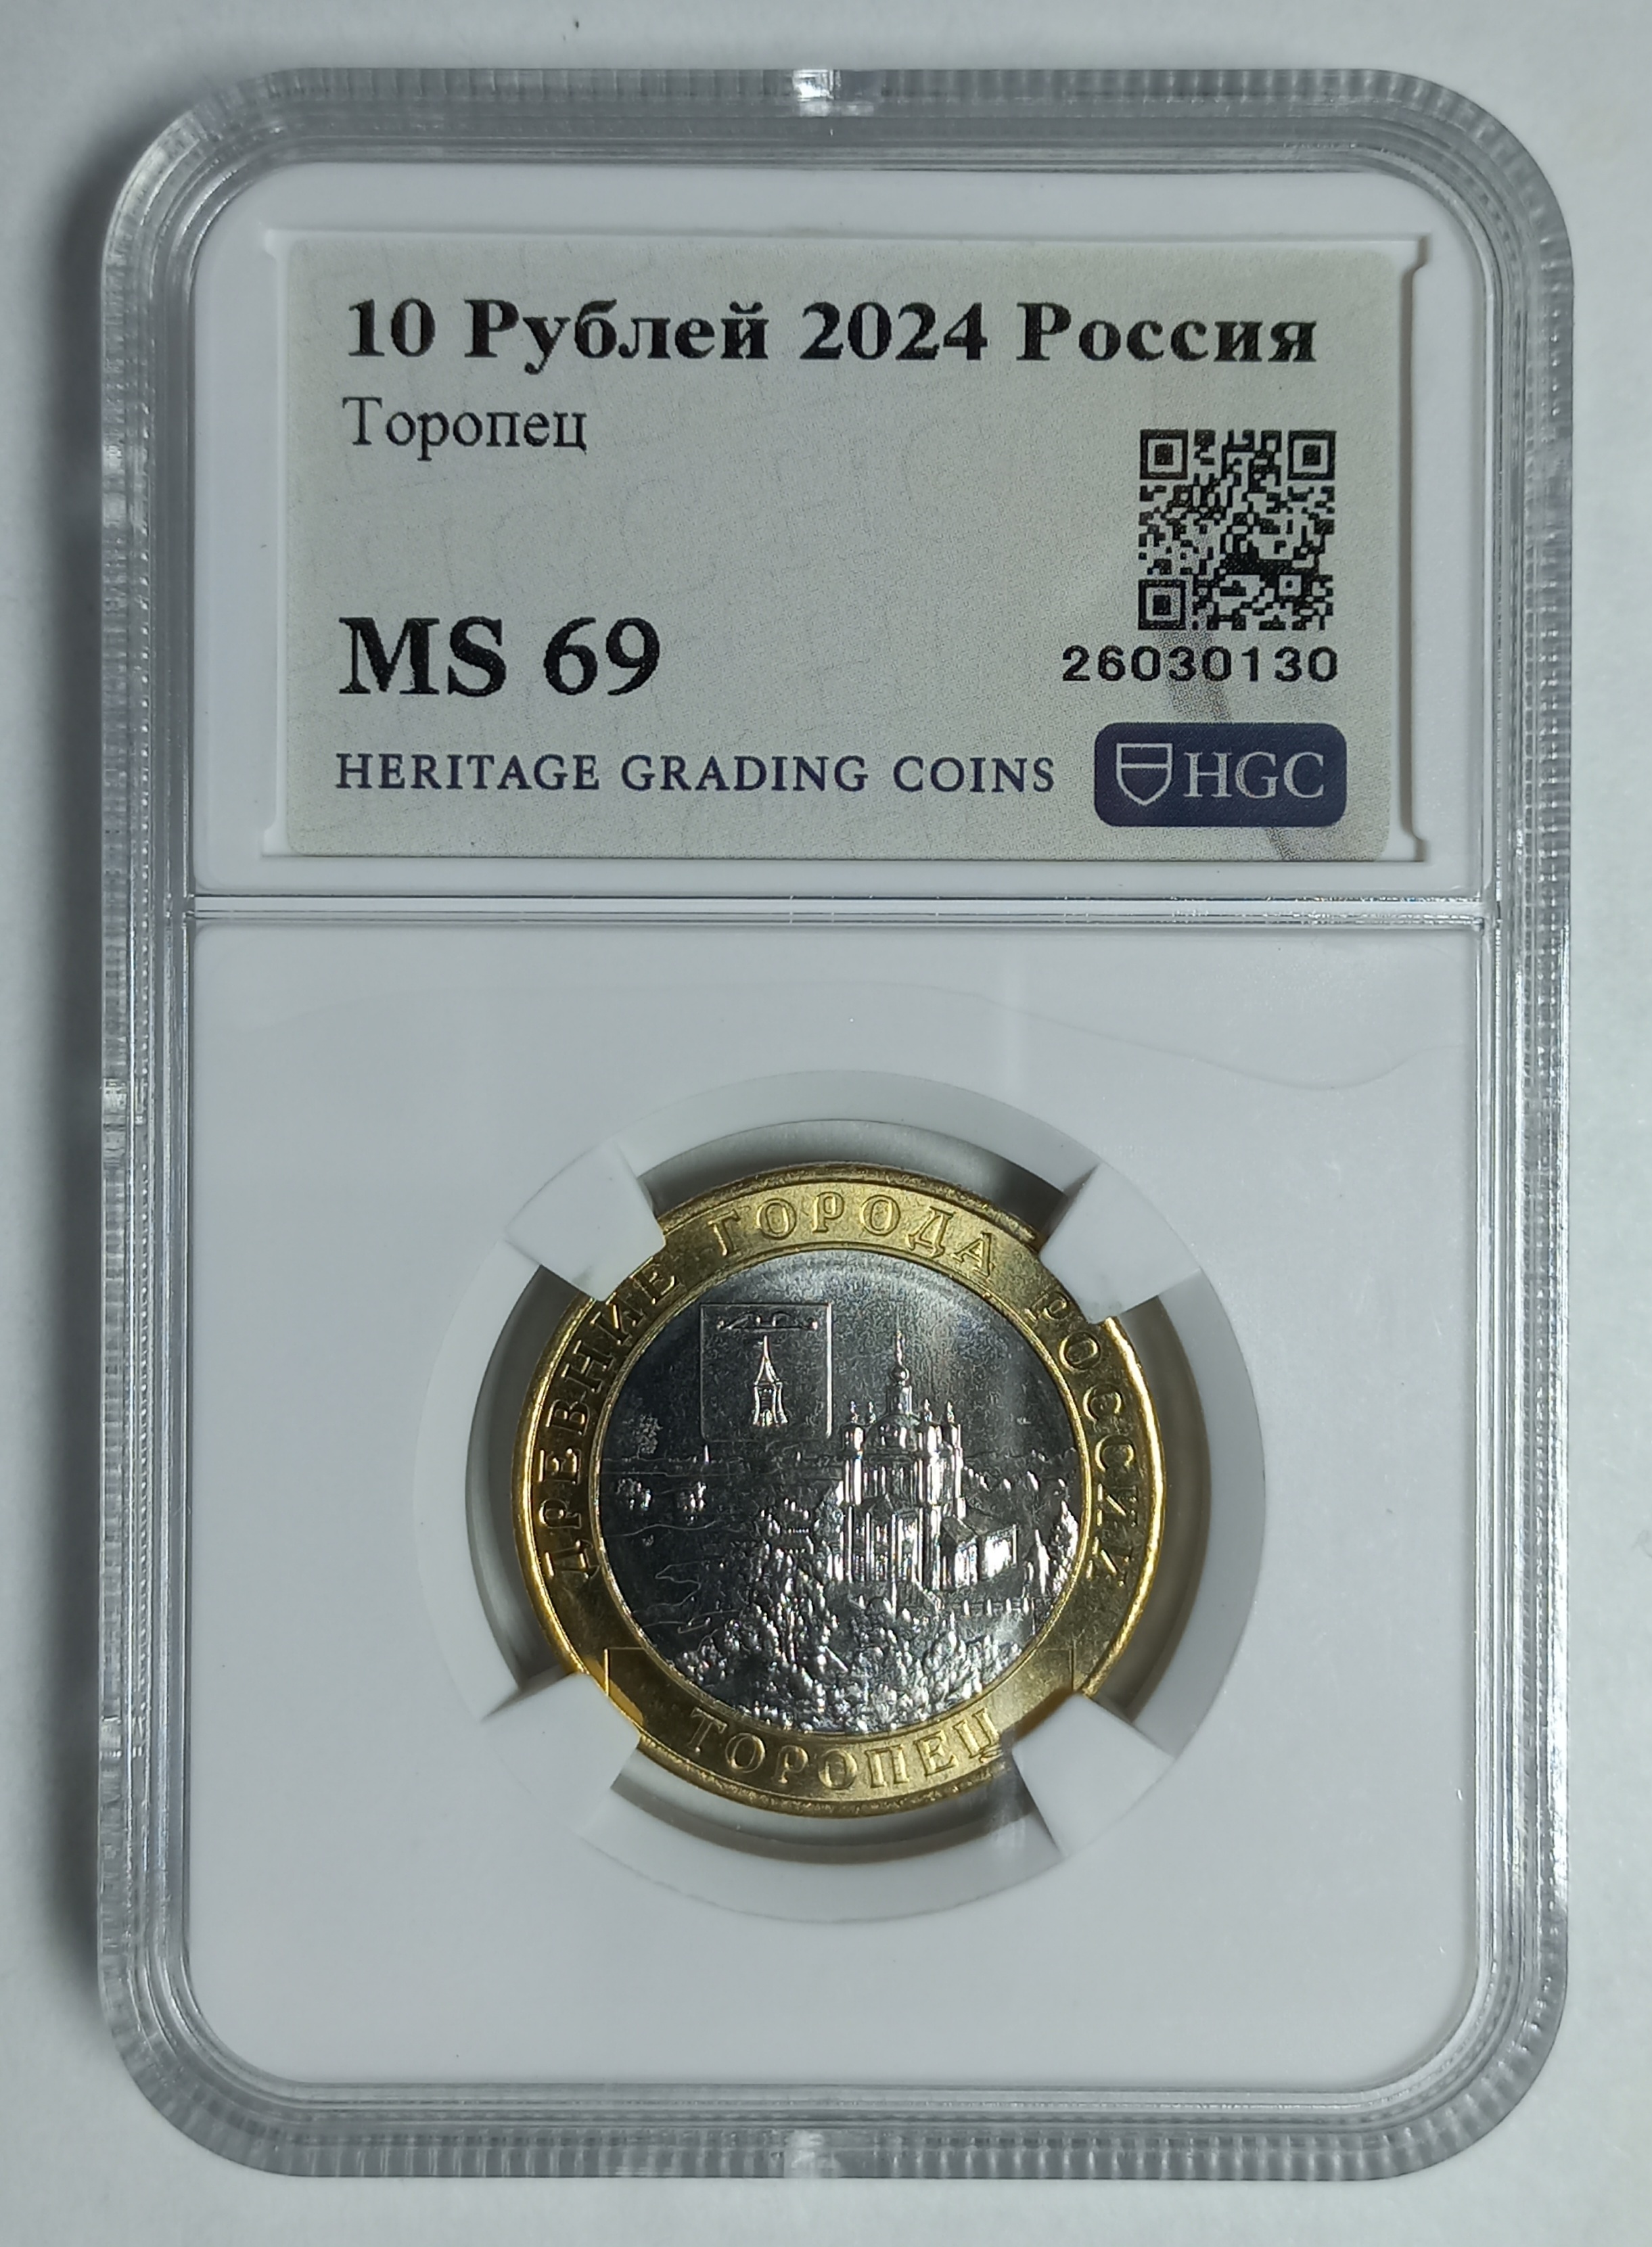 10 Рублей 2024 Россия
Торопец
MS 69
26030130
HERITAGE GRADING COINS
HGC
ДРЕВНИЕ ГОРОДА РОССИИ
ТОРОПЕЦ